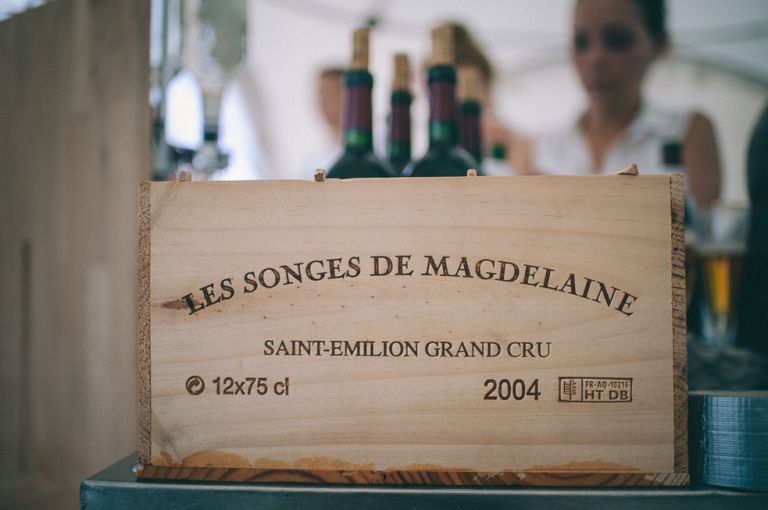 LES SONGES DE MAGDELAINE
SAINT-EMILION GRAND CRU
12x75 cl
2004
FR-AQ-10216
HT DB